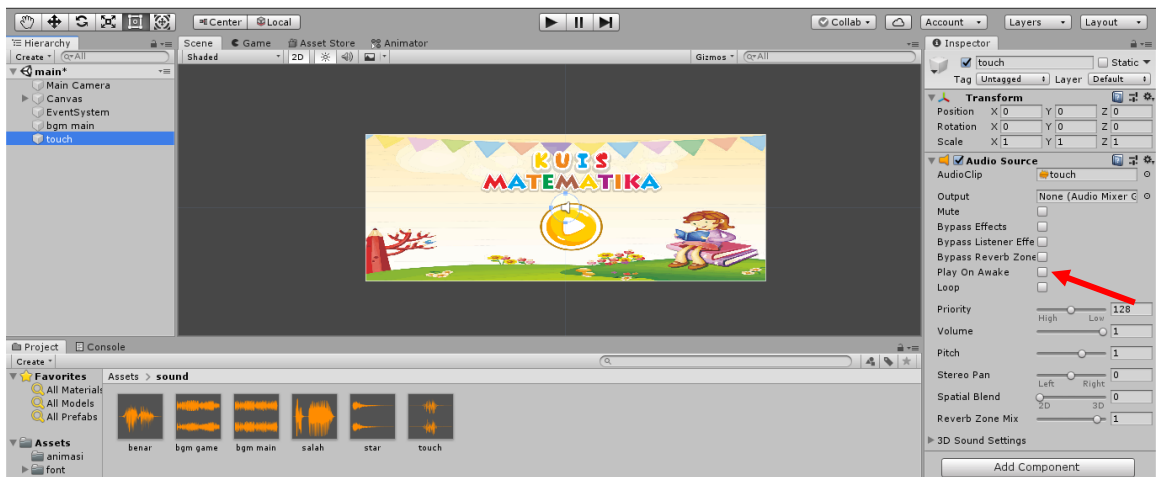 Center Local Collab Account Layers Layout
Hierarchy
Create All
main*
Main Camera
Canvas
EventSystem
bgm main
touch
Scene Game Asset Store Animator
Shaded 2D Gizmos All
KUIS
MATEMATIKA
Project Console
Create
Favorites
All Materials
All Models
All Prefabs
Assets
animasi
font
Assets > sound
benar bgm game bgm main salah star touch
Inspector
touch Static
Tag Untagged Layer Default
Transform
Position X 0 Y 0 Z 0
Rotation X 0 Y 0 Z 0
Scale X 1 Y 1 Z 1
Audio Source
AudioClip touch
Output None (Audio Mixer G
Mute
Bypass Effects
Bypass Listener Effe
Bypass Reverb Zone
Play On Awake
Loop
Priority 128
High Low
Volume 1
Pitch 1
Stereo Pan 0
Left Right
Spatial Blend 0
2D 3D
Reverb Zone Mix 1
3D Sound Settings
Add Component